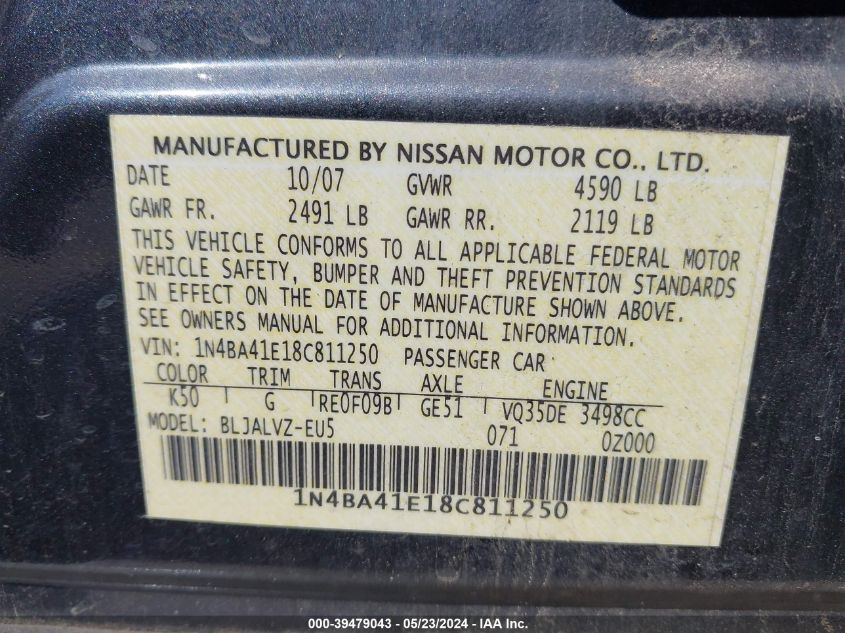 MANUFACTURED BY NISSAN MOTOR CO., LTD.
DATE 10/07 GVWR 4590 LB
GAWR FR. 2491 LB GAWR RR. 2119 LB
THIS VEHICLE CONFORMS TO ALL APPLICABLE FEDERAL MOTOR
VEHICLE SAFETY, BUMPER AND THEFT PREVENTION STANDARDS
IN EFFECT ON THE DATE OF MANUFACTURE SHOWN ABOVE.
SEE OWNERS MANUAL FOR ADDITIONAL INFORMATION.
VIN: 1N4BA41E18C811250 PASSENGER CAR
COLOR TRIM TRANS AXLE ENGINE
K50 G RE0F09B GE51 VQ35DE 3498CC
MODEL: BLJALVZ-EU5 071 0Z000
1N4BA41E18C811250
000-39479043 — 05/23/2024 — IAA Inc.